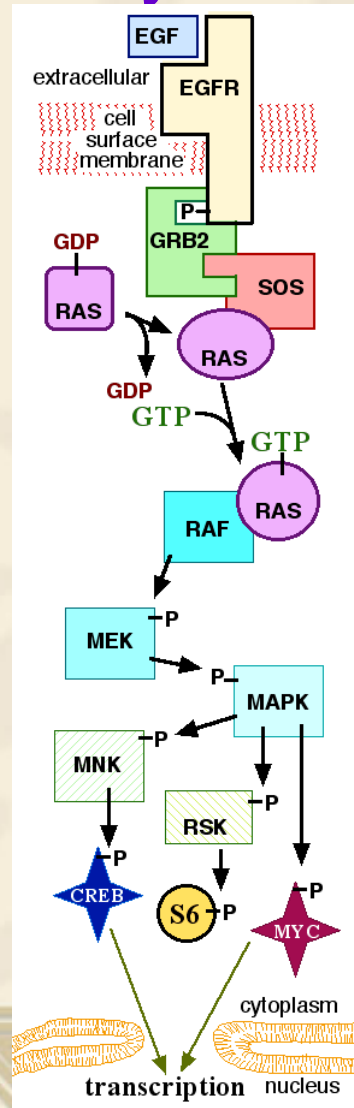 EGF
extracellular
EGFR
cell
surface
membrane
P
GRB2
GDP
SOS
RAS
RAS
GDP
GTP
GTP
RAS
RAF
P
MEK
P
MAPK
P
MNK
P
RSK
P
P
CREB
S6
P
P
MYC
cytoplasm
transcription
nucleus